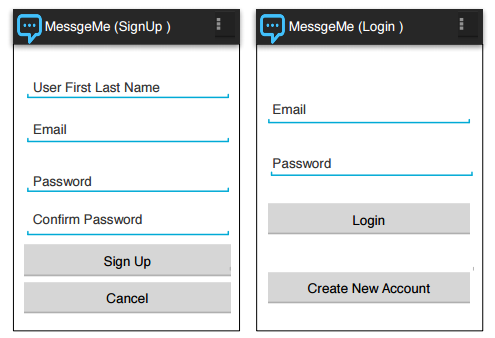 MessgeMe (SignUp )
User First Last Name
Email
Password
Confirm Password
Sign Up
Cancel
MessgeMe (Login )
Email
Password
Login
Create New Account